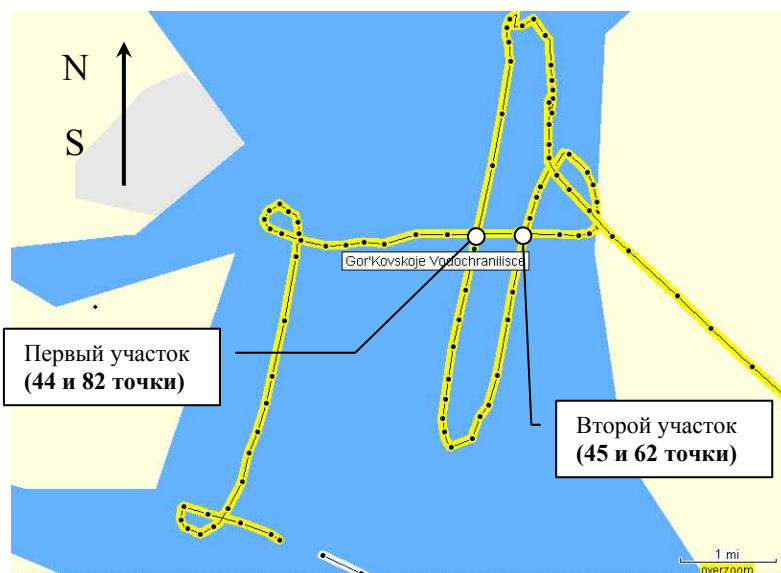 N
S
Gor'Kovskoje Vodochranilisce
Первый участок
(44 и 82 точки)
Второй участок
(45 и 62 точки)
1 mi
overzoom